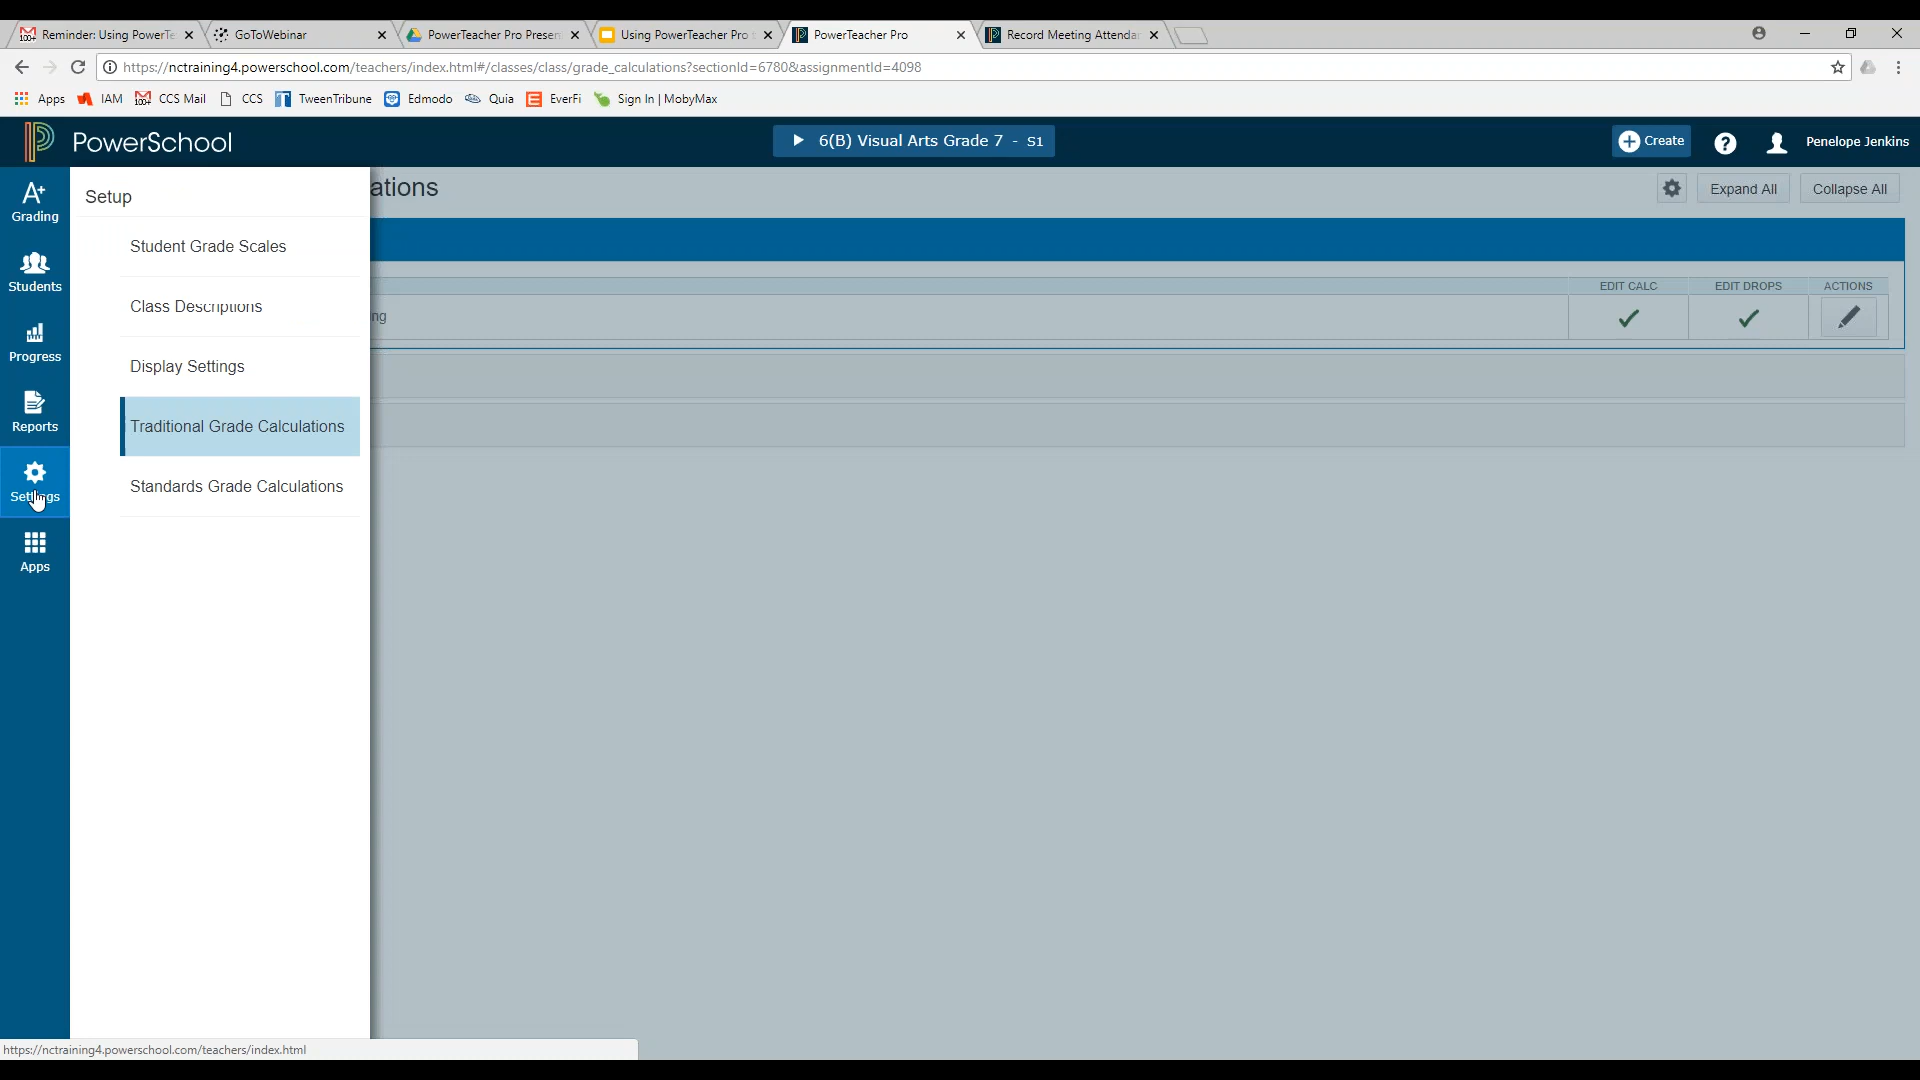 Reminder: Using PowerTe
GoToWebinar
PowerTeacher Pro Presen
Using PowerTeacher Pro t
PowerTeacher Pro
Record Meeting Attendan
https://nctraining4.powerschool.com/teachers/index.html#/classes/class/grade_calculations?sectionId=6780&assignmentId=4098
Apps IAM CCS Mail CCS TweenTribune Edmodo Quia EverFi Sign In | MobyMax
PowerSchool
6(B) Visual Arts Grade 7 - S1
Create
?
Penelope Jenkins
Grading
Students
Progress
Reports
Settings
Apps
Setup
Student Grade Scales
Class Descriptions
Display Settings
Traditional Grade Calculations
Standards Grade Calculations
ations
Expand All
Collapse All
EDIT CALC EDIT DROPS ACTIONS
ng
https://nctraining4.powerschool.com/teachers/index.html